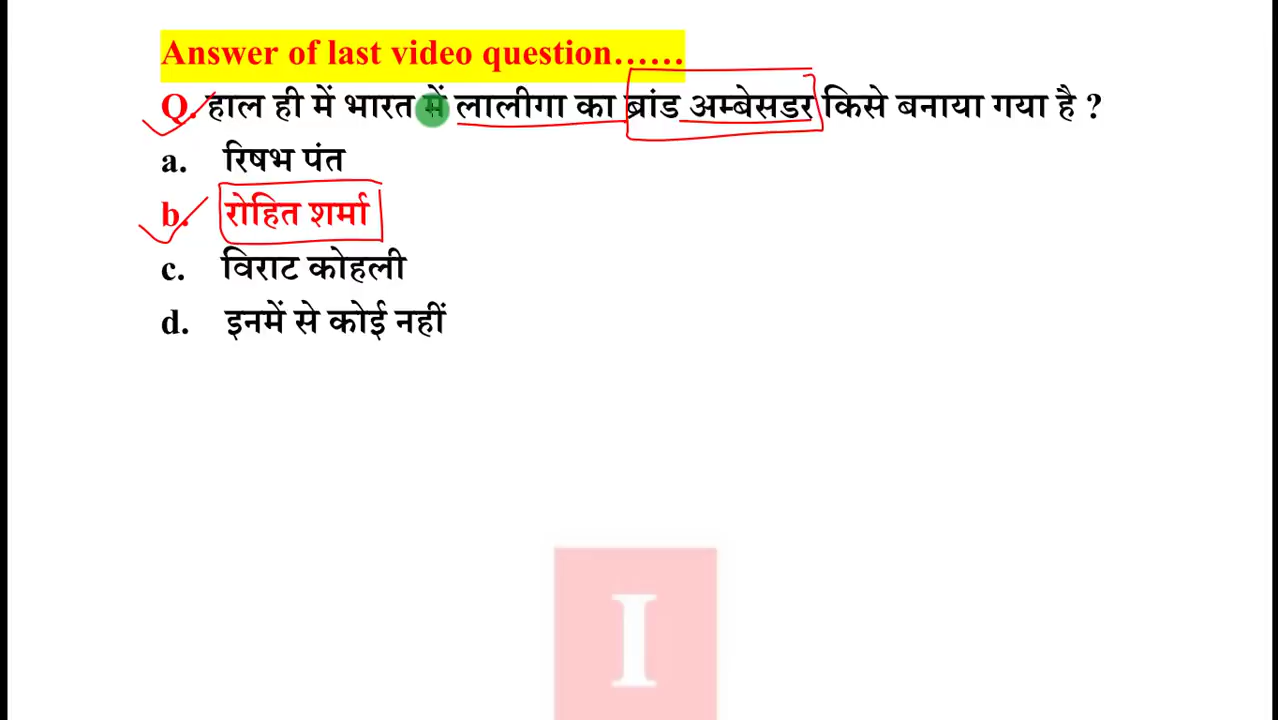 Answer of last video question......
Q. हाल ही में भारत में लालीगा का ब्रांड अम्बेसडर किसे बनाया गया है ?
a. रिषभ पंत
b. रोहित शर्मा
c. विराट कोहली
d. इनमें से कोई नहीं
I